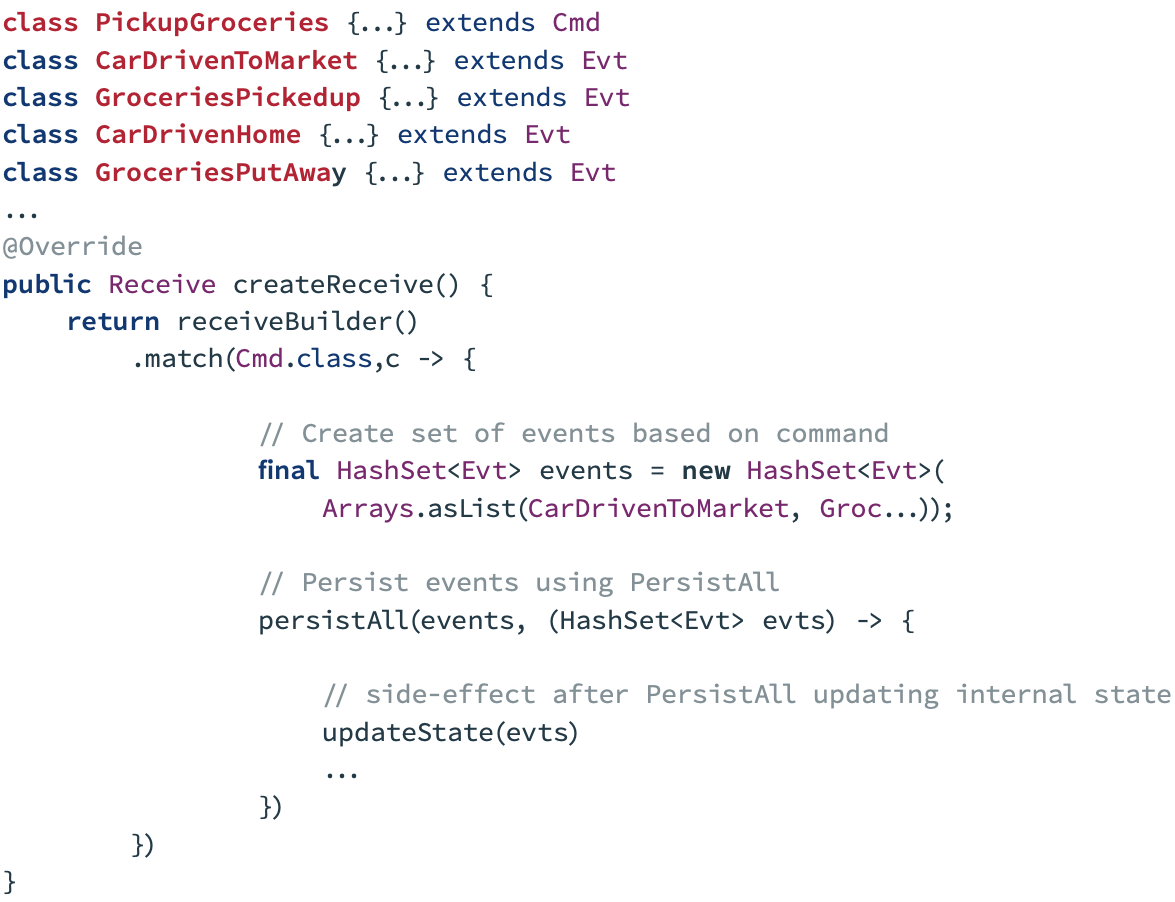 class PickupGroceries {...} extends Cmd
class CarDrivenToMarket {...} extends Evt
class GroceriesPickedup {...} extends Evt
class CarDrivenHome {...} extends Evt
class GroceriesPutAway {...} extends Evt
...
@Override
public Receive createReceive() {
    return receiveBuilder()
        .match(Cmd.class,c -> {

                // Create set of events based on command
                final HashSet<Evt> events = new HashSet<Evt>(
                    Arrays.asList(CarDrivenToMarket, Groc...));

                // Persist events using PersistAll
                persistAll(events, (HashSet<Evt> evts) -> {

                    // side-effect after PersistAll updating internal state
                    updateState(evts)
                    ...
                })
        })
}